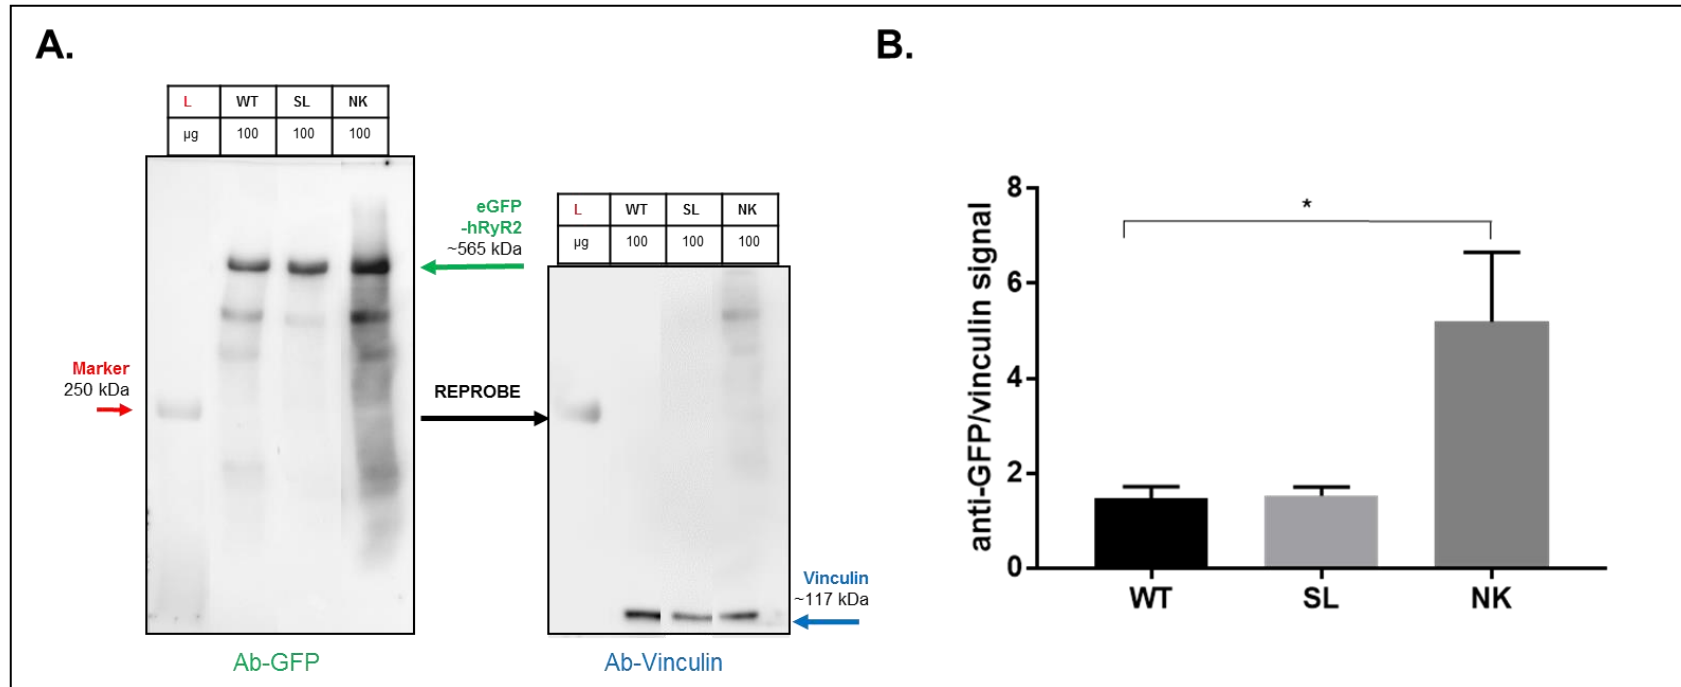 A.
L WT SL NK
µg 100 100 100
eGFP
-hRyR2
~565 kDa
Marker
250 kDa
REPROBE
L WT SL NK
µg 100 100 100
Vinculin
~117 kDa
Ab-GFP
Ab-Vinculin
B.
anti-GFP/vinculin signal
8
6
4
2
0
*
WT SL NK